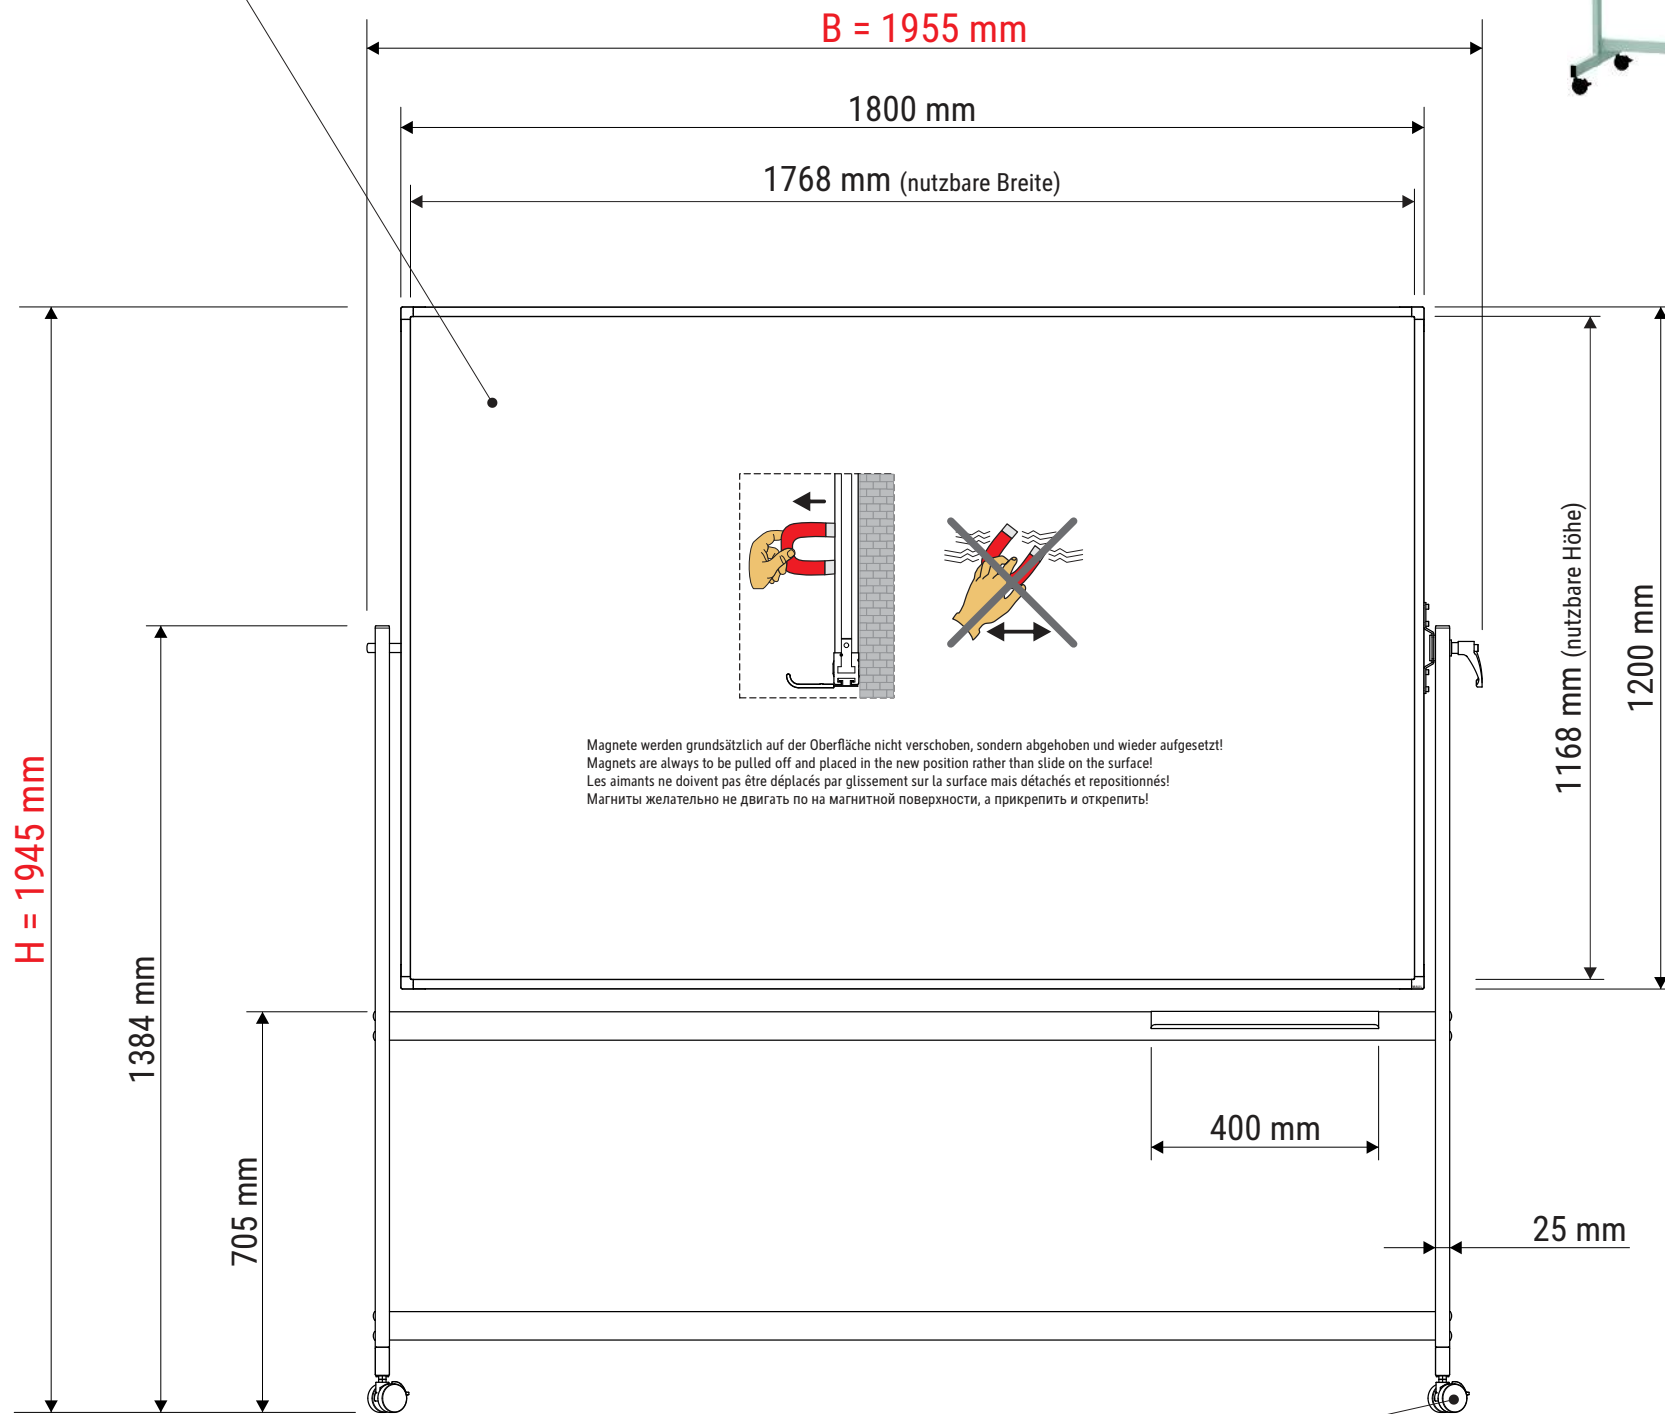 B = 1955 mm
1800 mm
1768 mm (nutzbare Breite)
1168 mm (nutzbare Höhe)
1200 mm
Magnete werden grundsätzlich auf der Oberfläche nicht verschoben, sondern abgehoben und wieder aufgesetzt!
Magnets are always to be pulled off and placed in the new position rather than slide on the surface!
Les aimants ne doivent pas être déplacés par glissement sur la surface mais détachés et repositionnés!
Магниты желательно не двигать по на магнитной поверхности, а прикрепить и открепить!
H = 1945 mm
1384 mm
705 mm
400 mm
25 mm